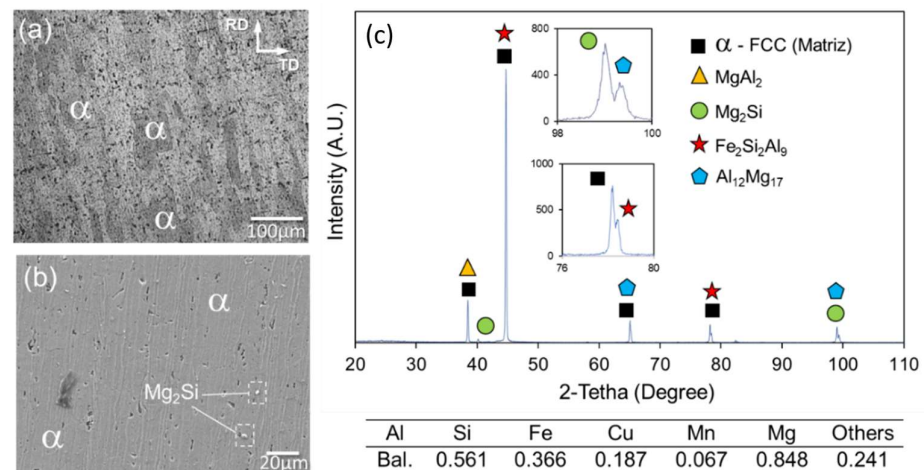 (a)
RD
TD
α
α
α
100µm
(b)
α
Mg₂Si
α
20µm
(c)
Intensity (A.U.)
2-Tetha (Degree)
20 30 40 50 60 70 80 90 100 110
800
400
0
98 100
1000
500
0
76 80
α - FCC (Matriz)
MgAl₂
Mg₂Si
Fe₂Si₂Al₉
Al₁₂Mg₁₇
Al Si Fe Cu Mn Mg Others
Bal. 0.561 0.366 0.187 0.067 0.848 0.241